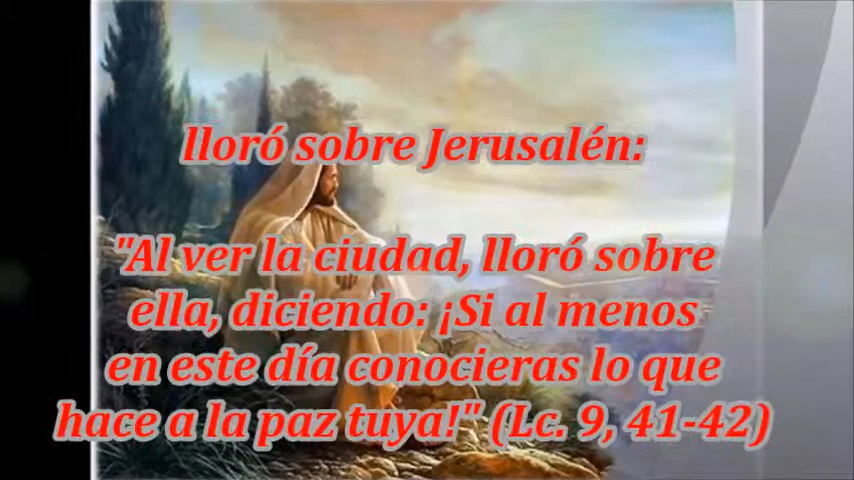 lloró sobre Jerusalén:
"Al ver la ciudad, lloró sobre
ella, diciendo: ¡Si al menos
en este día conocieras lo que
hace a la paz tuya!" (Lc. 9, 41-42)